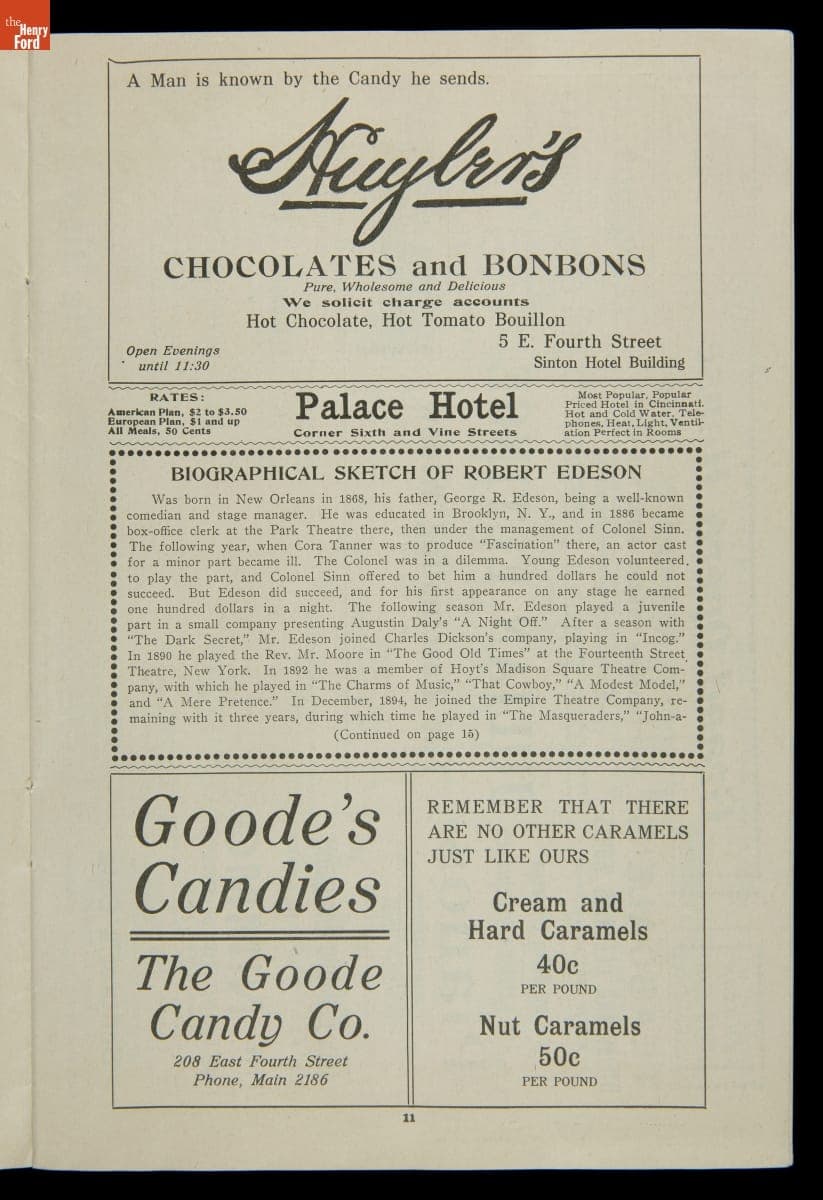 the
Henry
Ford
A Man is known by the Candy he sends.
Huyler's
CHOCOLATES and BONBONS
Pure, Wholesome and Delicious
We solicit charge accounts
Hot Chocolate, Hot Tomato Bouillon
5 E. Fourth Street
Open Evenings
until 11:30
Sinton Hotel Building
RATES:
American Plan, $2 to $3.50
European Plan, $1 and up
All Meals, 50 Cents
Palace Hotel
Corner Sixth and Vine Streets
Most Popular, Popular
Priced Hotel in Cincinnati.
Hot and Cold Water, Tele-
phones, Heat, Light, Ventil-
ation Perfect in Rooms
BIOGRAPHICAL SKETCH OF ROBERT EDESON
Was born in New Orleans in 1868, his father, George R. Edeson, being a well-known
comedian and stage manager. He was educated in Brooklyn, N. Y., and in 1886 became
box-office clerk at the Park Theatre there, then under the management of Colonel Sinn.
The following year, when Cora Tanner was to produce "Fascination" there, an actor cast
for a minor part became ill. The Colonel was in a dilemma. Young Edeson volunteered
to play the part, and Colonel Sinn offered to bet him a hundred dollars he could not
succeed. But Edeson did succeed, and for his first appearance on any stage he earned
one hundred dollars in a night. The following season Mr. Edeson played a juvenile
part in a small company presenting Augustin Daly's "A Night Off." After a season with
"The Dark Secret," Mr. Edeson joined Charles Dickson's company, playing in "Incog."
In 1890 he played the Rev. Mr. Moore in "The Good Old Times" at the Fourteenth Street
Theatre, New York. In 1892 he was a member of Hoyt's Madison Square Theatre Com-
pany, with which he played in "The Charms of Music," "That Cowboy," "A Modest Model,"
and "A Mere Pretence." In December, 1894, he joined the Empire Theatre Company, re-
maining with it three years, during which time he played in "The Masqueraders," "John-a-
(Continued on page 15)
Goode's
Candies
The Goode
Candy Co.
208 East Fourth Street
Phone, Main 2186
REMEMBER THAT THERE
ARE NO OTHER CARAMELS
JUST LIKE OURS
Cream and
Hard Caramels
40c
PER POUND
Nut Caramels
50c
PER POUND
11